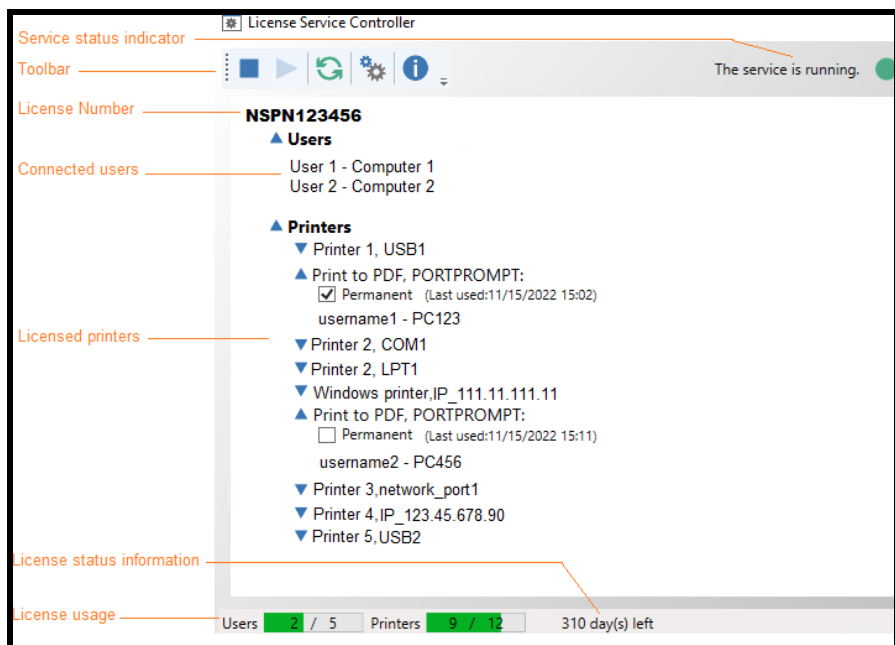 License Service Controller
Service status indicator
Toolbar
The service is running.
License Number
NSPN123456
Users
Connected users
User 1 - Computer 1
User 2 - Computer 2
Printers
Printer 1, USB1
Print to PDF, PORTPROMPT:
Permanent (Last used:11/15/2022 15:02)
username1 - PC123
Licensed printers
Printer 2, COM1
Printer 2, LPT1
Windows printer,IP_111.11.111.11
Print to PDF, PORTPROMPT:
Permanent (Last used:11/15/2022 15:11)
username2 - PC456
Printer 3,network_port1
Printer 4,IP_123.45.678.90
Printer 5,USB2
License status information
License usage
Users 2 / 5 Printers 9 / 12 310 day(s) left